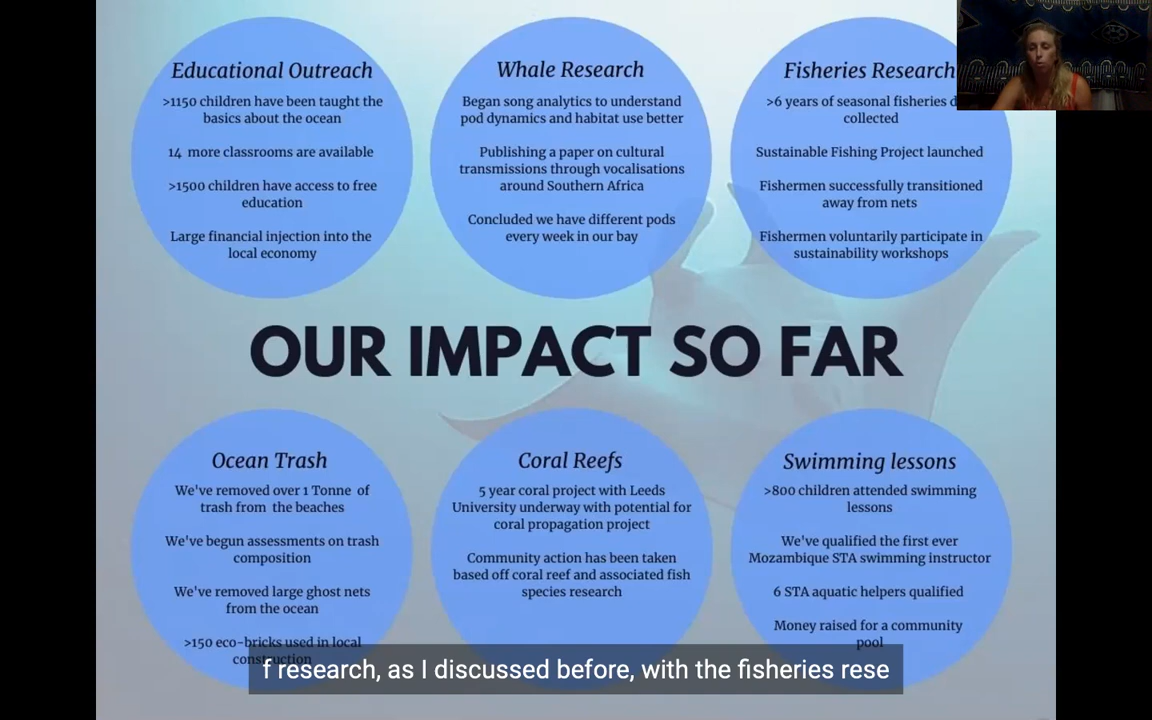 Educational Outreach
>1150 children have been taught the
basics about the ocean
14 more classrooms are available
>1500 children have access to free
education
Large financial injection into the
local economy
Whale Research
Began song analytics to understand
pod dynamics and habitat use better
Publishing a paper on cultural
transmissions through vocalisations
around Southern Africa
Concluded we have different pods
every week in our bay
Fisheries Research
>6 years of seasonal fisheries
collected
Sustainable Fishing Project launched
Fishermen successfully transitioned
away from nets
Fishermen voluntarily participate in
sustainability workshops
OUR IMPACT SO FAR
Ocean Trash
We've removed over 1 Tonne of
trash from the beaches
We've begun assessments on trash
composition
We've removed large ghost nets
from the ocean
>150 eco-bricks used in local
construction
Coral Reefs
5 year coral project with Leeds
University underway with potential for
coral propagation project
Community action has been taken
based off coral reef and associated fish
species research
Swimming lessons
>800 children attended swimming
lessons
We've qualified the first ever
Mozambique STA swimming instructor
6 STA aquatic helpers qualified
Money raised for a community
pool
f research, as I discussed before, with the fisheries rese